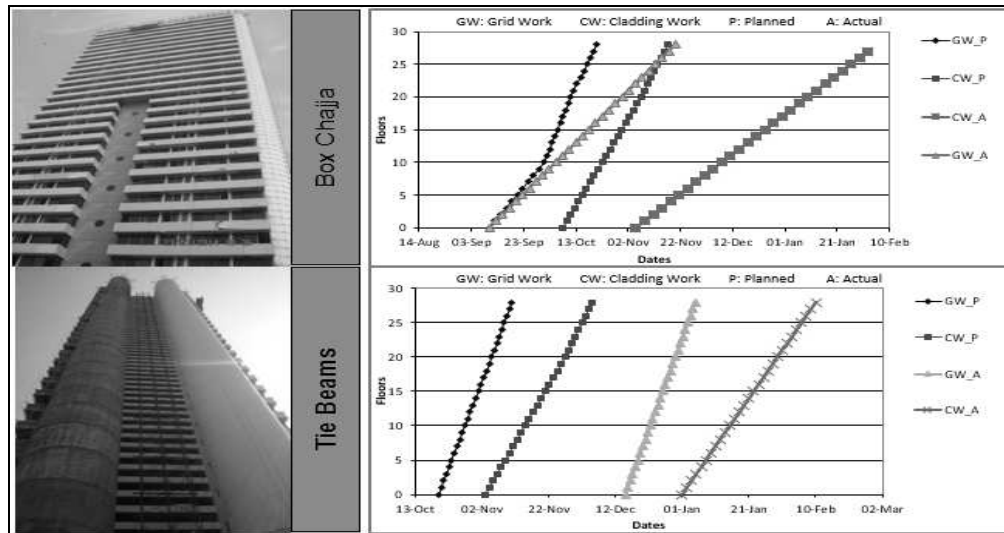 Box Chajja
GW: Grid Work CW: Cladding Work P: Planned A: Actual
Floors
30
25
20
15
10
5
0
14-Aug 03-Sep 23-Sep 13-Oct 02-Nov 22-Nov 12-Dec 01-Jan 21-Jan 10-Feb
Dates
GW_P
CW_P
CW_A
GW_A
Tie Beams
GW: Grid Work CW: Cladding Work P: Planned A: Actual
Floors
30
25
20
15
10
5
0
13-Oct 02-Nov 22-Nov 12-Dec 01-Jan 21-Jan 10-Feb 02-Mar
Dates
GW_P
CW_P
GW_A
CW_A